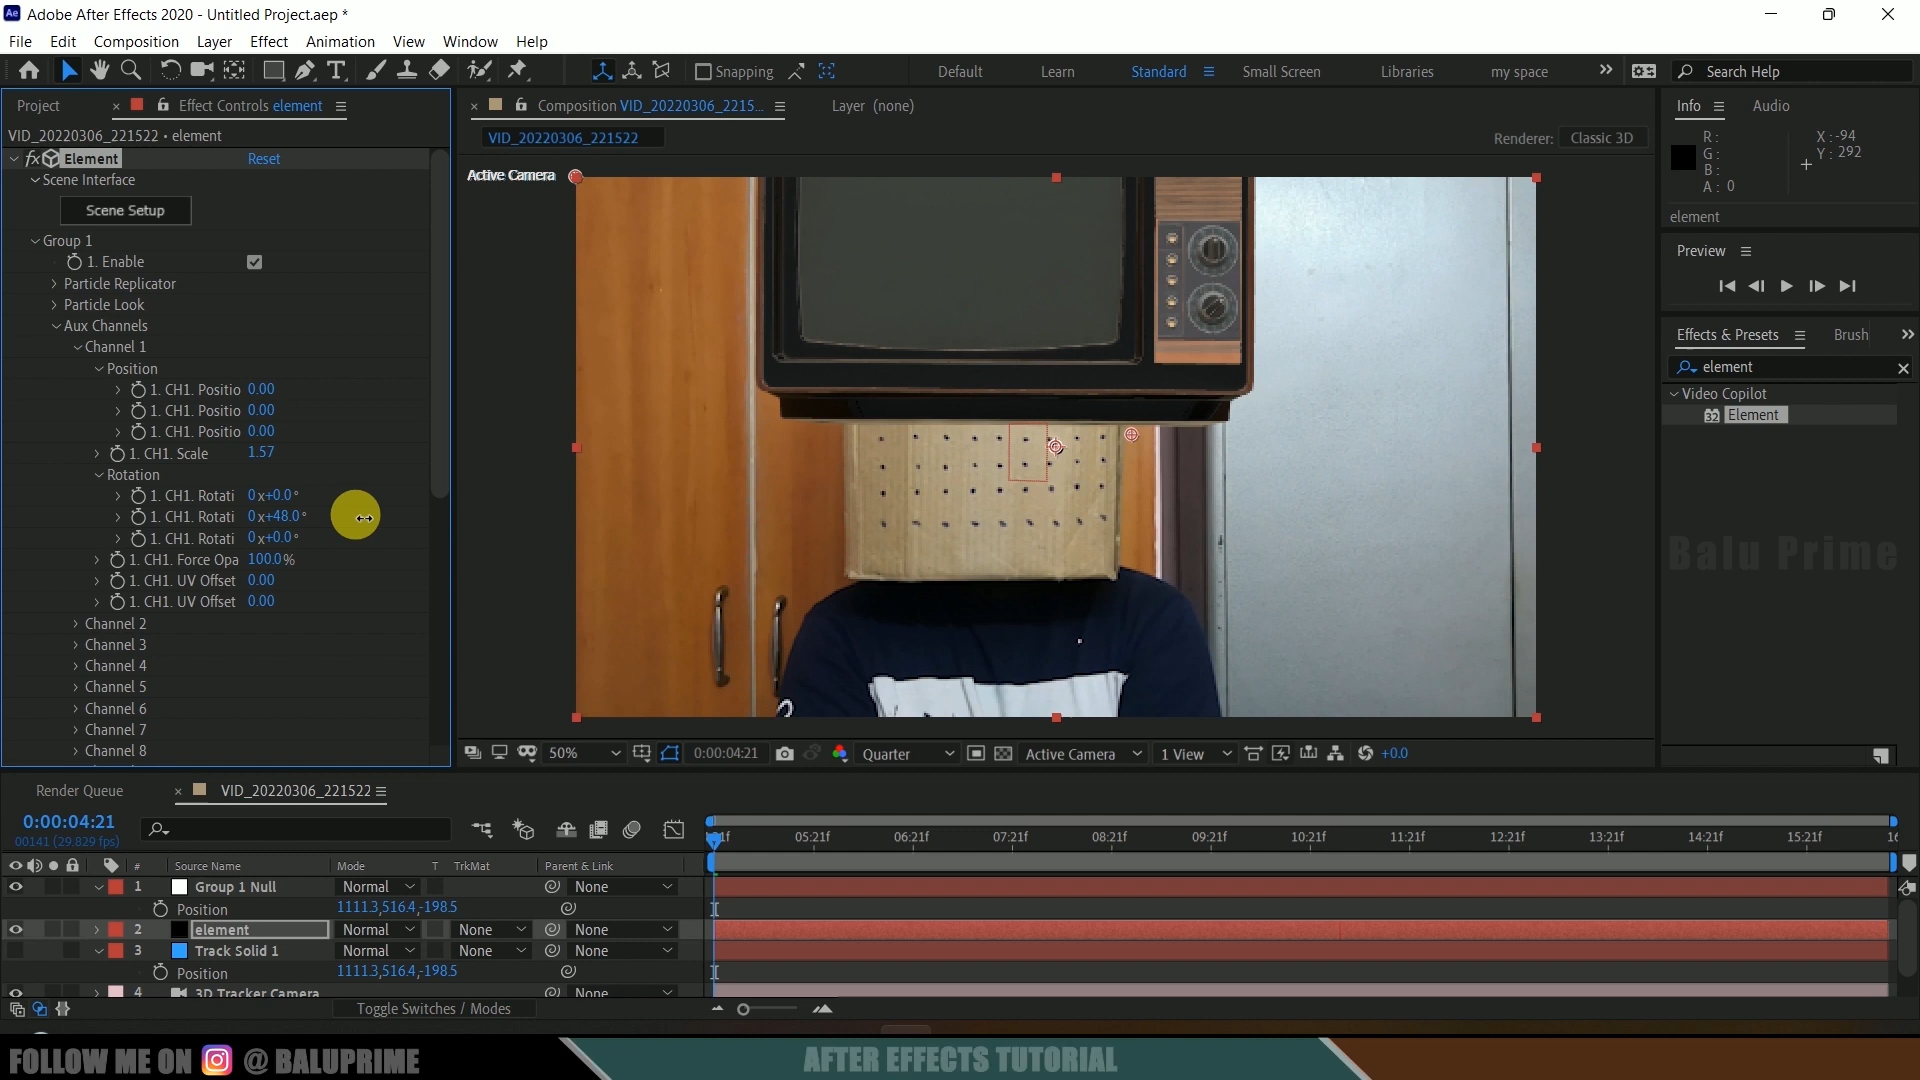 Adobe After Effects 2020 - Untitled Project.aep *
File Edit Composition Layer Effect Animation View Window Help
Snapping Default Learn Standard Small Screen Libraries my space Search Help
Project Effect Controls element
VID_20220306_221522 • element
fx Element Reset
Scene Interface
Scene Setup
Group 1
1. Enable
Particle Replicator
Particle Look
Aux Channels
Channel 1
Position
1. CH1. Positio 0.00
1. CH1. Positio 0.00
1. CH1. Positio 0.00
1. CH1. Scale 1.57
Rotation
1. CH1. Rotati 0x+0.0°
1. CH1. Rotati 0x+48.0°
1. CH1. Rotati 0x+0.0°
1. CH1. Force Opa 100.0%
1. CH1. UV Offset 0.00
1. CH1. UV Offset 0.00
Channel 2
Channel 3
Channel 4
Channel 5
Channel 6
Channel 7
Channel 8
Composition VID_20220306_2215... Layer (none)
VID_20220306_221522 Renderer: Classic 3D
Active Camera
50% 0:00:04:21 Quarter Active Camera 1 View +0.0
Info Audio
R: X: -94
G: Y: 292
B:
A: 0
element
Preview
Effects & Presets Brush
element
Video Copilot
32 Element
Balu Prime
Render Queue VID_20220306_221522
0:00:04:21
00141 (29.829 fps)
05:21f 06:21f 07:21f 08:21f 09:21f 10:21f 11:21f 12:21f 13:21f 14:21f 15:21f
# Source Name Mode T TrkMat Parent & Link
1 Group 1 Null Normal None
Position 1111.3,516.4,-198.5
2 element Normal None None
3 Track Solid 1 Normal None None
Position 1111.3,516.4,-198.5
4 3D Tracker Camera None
Toggle Switches / Modes
FOLLOW ME ON @ BALUPRIME AFTER EFFECTS TUTORIAL